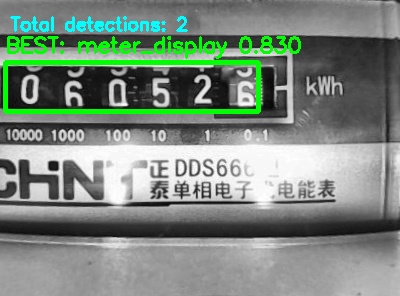 Total detections: 2
BEST: meter_display 0.830
0 6 0 5 2 6
kWh
10000 1000 100 10 1 0.1
CHNT 正泰
DDS666
单相电子式电能表